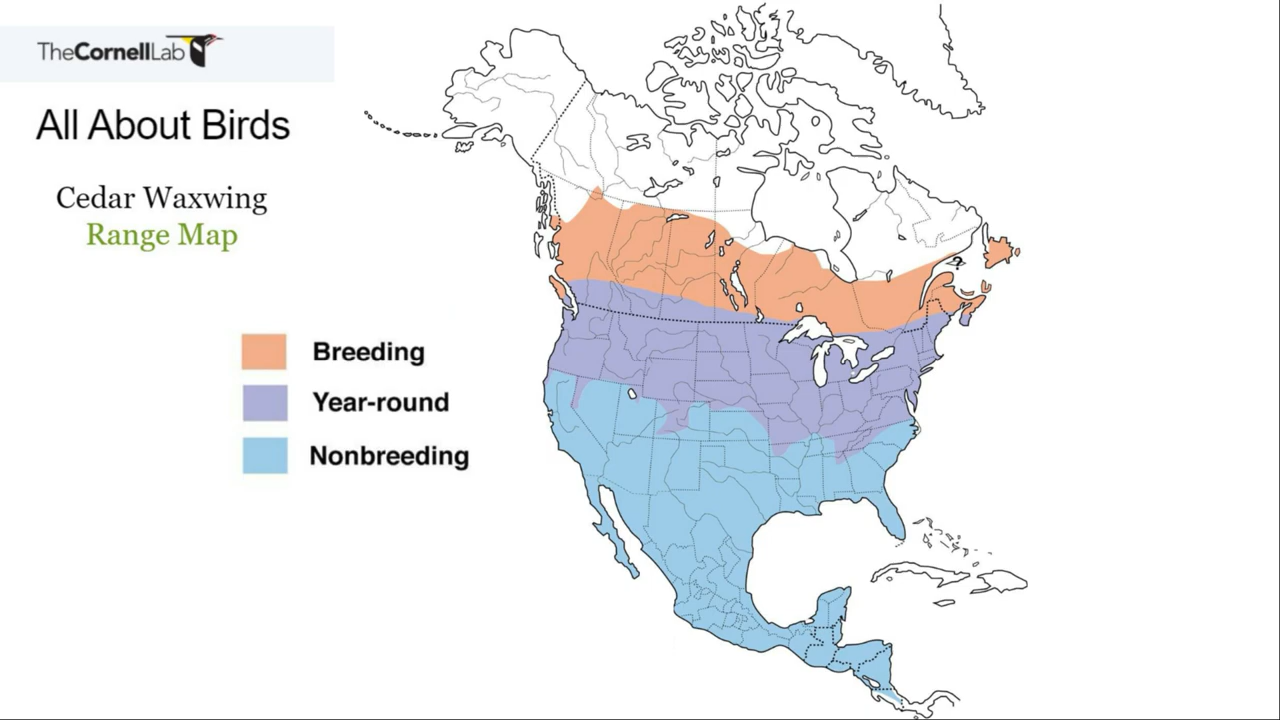 TheCornellLab
All About Birds
Cedar Waxwing
Range Map
Breeding
Year-round
Nonbreeding
?